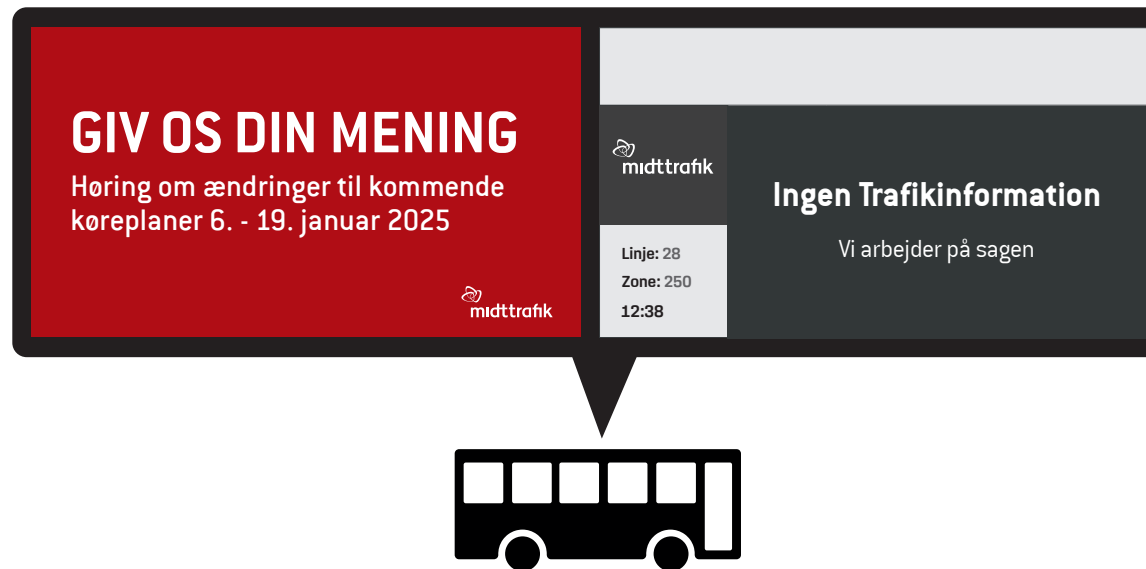 GIV OS DIN MENING
Høring om ændringer til kommende
køreplaner 6. - 19. januar 2025
midttrafik
midttrafik
Linje: 28
Zone: 250
12:38
Ingen Trafikinformation
Vi arbejder på sagen